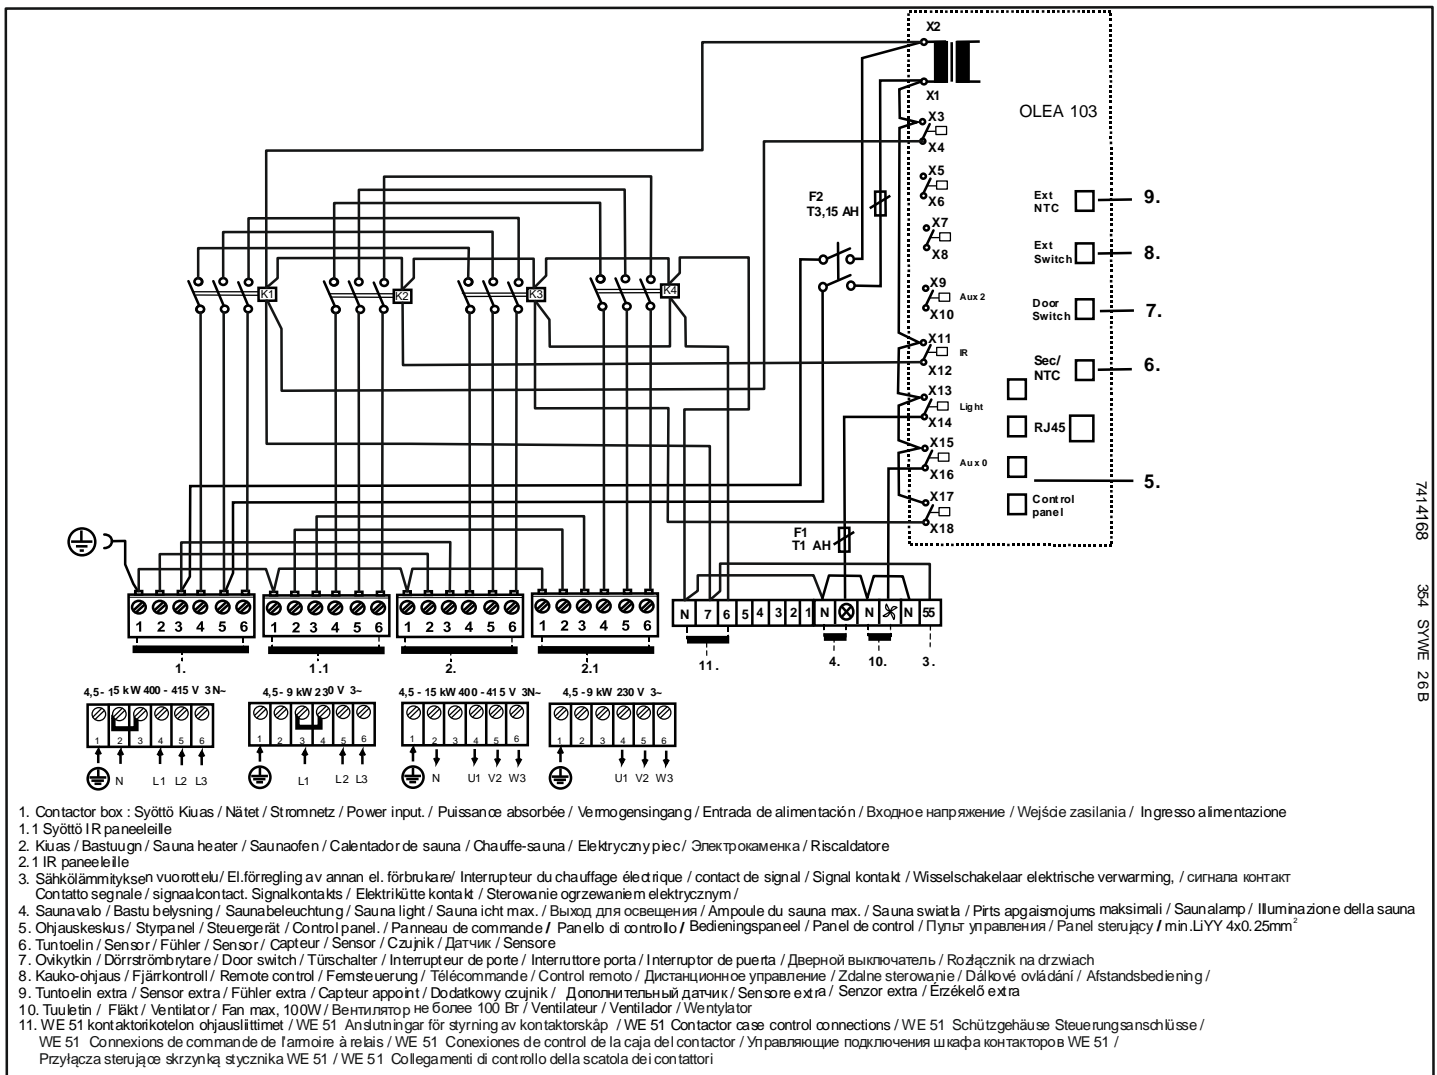 X2
X1
OLEA 103
X3
X4
X5
X6
F2
T3,15 AH
Ext
NTC
9.
X7
X8
Ext
Switch
8.
X9
Aux 2
X10
Door
Switch
7.
K1
K2
K3
K4
X11
IR
X12
Sec/
NTC
6.
X13
Light
X14
RJ45
X15
Aux 0
X16
5.
X17
X18
Control
panel
F1
T1 AH
1 2 3 4 5 6
1 2 3 4 5 6
1 2 3 4 5 6
1 2 3 4 5 6
N 7 6 5 4 3 2 1 N N N 55
1.
1.1
2.
2.1
11.
4.
10.
3.
4,5 - 15 kW 400 - 415 V 3N~
4,5 - 9 kW 230 V 3~
4,5 - 15 kW 400 - 415 V 3N~
4,5 - 9 kW 230 V 3~
1 2 3 4 5 6
1 2 3 4 5 6
1 2 3 4 5 6
1 2 3 4 5 6
N L1 L2 L3
L1 L2 L3
N U1 V2 W3
U1 V2 W3
7414168 354 SYWE 26 B
1. Contactor box : Syöttö Kiuas / Nätet / Stromnetz / Power input. / Puissance absorbée / Vermogensingang / Entrada de alimentación / Входное напряжение / Wejście zasilania / Ingresso alimentazione
1.1 Syöttö IR paneeleille
2. Kiuas / Bastuugn / Sauna heater / Saunaofen / Calentador de sauna / Chauffe-sauna / Elektryczny piec / Электрокаменка / Riscaldatore
2.1 IR paneeleille
3. Sähkölämmityksen vuorottelu/ El.förregling av annan el. förbrukare/ Interrupteur du chauffage électrique / contact de signal / Signal kontakt / Wisselschakelaar elektrische verwarming, / сигнала контакт
Contatto segnale / signaalcontact. Signalkontakts / Elektrikütte kontakt / Sterowanie ogrzewaniem elektrycznym /
4. Saunavalo / Bastu belysning / Saunabeleuchtung / Sauna light / Sauna icht max. / Выход для освещения / Ampoule du sauna max. / Sauna swiatla / Pirts apgaismojums maksimali / Saunalamp / Illuminazione della sauna
5. Ohjauskeskus / Styrpanel / Steuergerät / Control panel. / Panneau de commande / Panello di controllo / Bedieningspaneel / Panel de control / Пульт управления / Panel sterujący / min.LiYY 4x0.25mm²
6. Tuntoelin / Sensor / Fühler / Sensor / Capteur / Sensor / Czujnik / Датчик / Sensore
7. Ovikytkin / Dörrströmbrytare / Door switch / Türschalter / Interrupteur de porte / Interruttore porta / Interruptor de puerta / Дверной выключатель / Rozłącznik na drzwiach
8. Kauko-ohjaus / Fjärrkontroll / Remote control / Fernsteuerung / Télécommande / Control remoto / Дистанционное управление / Zdalne sterowanie / Dálkové ovládání / Afstandsbediening /
9. Tuntoelin extra / Sensor extra / Fühler extra / Capteur appoint / Dodatkowy czujnik / Дополнительный датчик / Sensore extra / Senzor extra / Érzékelő extra
10. Tuuletin / Fläkt / Ventilator / Fan max, 100W / Вентилятор не более 100 Вт / Ventilateur / Ventilador / Wentylator
11. WE 51 kontaktorikotelon ohjausliittimet / WE 51 Anslutningar för styrning av kontaktorskåp / WE 51 Contactor case control connections / WE 51 Schützgehäuse Steuerungsanschlüsse /
WE 51 Connexions de commande de l'armoire à relais / WE 51 Conexiones de control de la caja del contactor / Управляющие подключения шкафа контакторов WE 51 /
Przyłącza sterujące skrzynką stycznika WE 51 / WE 51 Collegamenti di controllo della scatola dei contattori